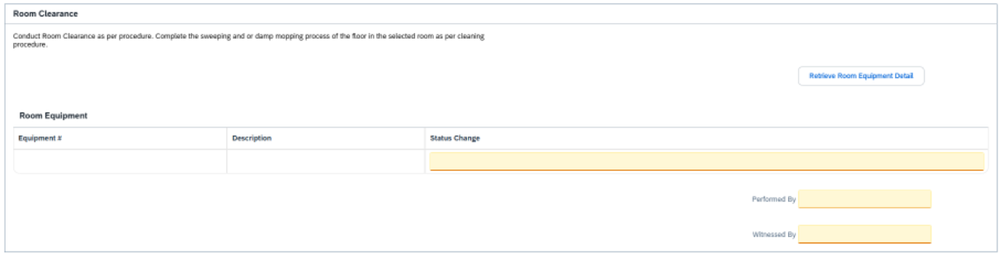 Room Clearance
Conduct Room Clearance as per procedure. Complete the sweeping and or damp mopping process of the floor in the selected room as per cleaning
procedure.
Retrieve Room Equipment Detail
Room Equipment
Equipment # Description Status Change
Performed By
Witnessed By